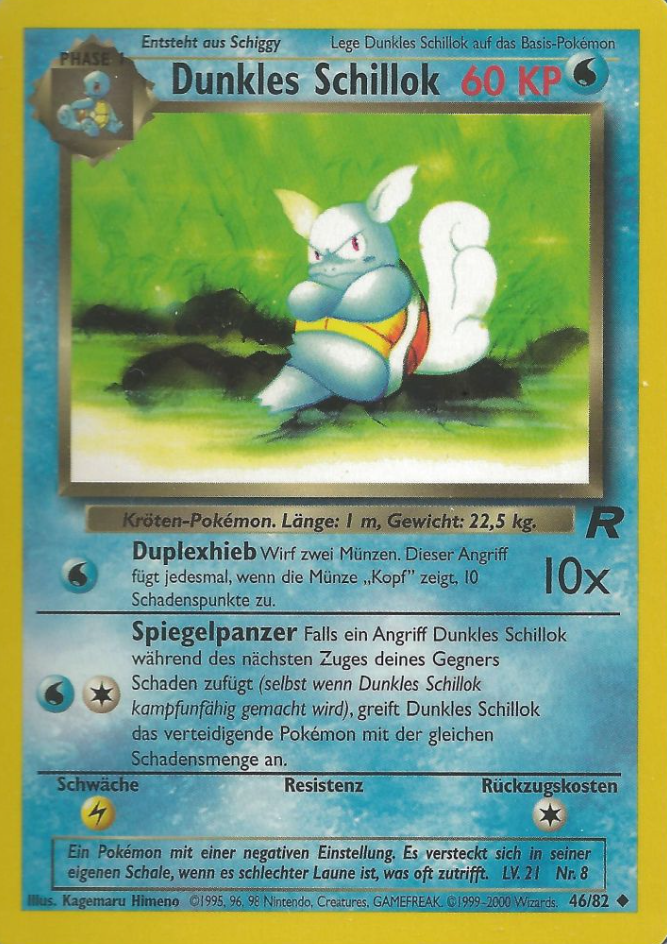 Entsteht aus Schiggy Lege Dunkles Schillok auf das Basis-Pokémon
PHASE 1
Dunkles Schillok 60 KP
Kröten-Pokémon. Länge: 1 m, Gewicht: 22,5 kg.
R
Duplexhieb Wirf zwei Münzen. Dieser Angriff
fügt jedesmal, wenn die Münze „Kopf" zeigt, 10
Schadenspunkte zu.
10x
Spiegelpanzer Falls ein Angriff Dunkles Schillok
während des nächsten Zuges deines Gegners
Schaden zufügt (selbst wenn Dunkles Schillok
kampfunfähig gemacht wird), greift Dunkles Schillok
das verteidigende Pokémon mit der gleichen
Schadensmenge an.
Schwäche Resistenz Rückzugskosten
Ein Pokémon mit einer negativen Einstellung. Es versteckt sich in seiner
eigenen Schale, wenn es schlechter Laune ist, was oft zutrifft. LV. 21 Nr. 8
Illus. Kagemaru Himeno ©1995, 96, 98 Nintendo, Creatures, GAMEFREAK. ©1999-2000 Wizards. 46/82